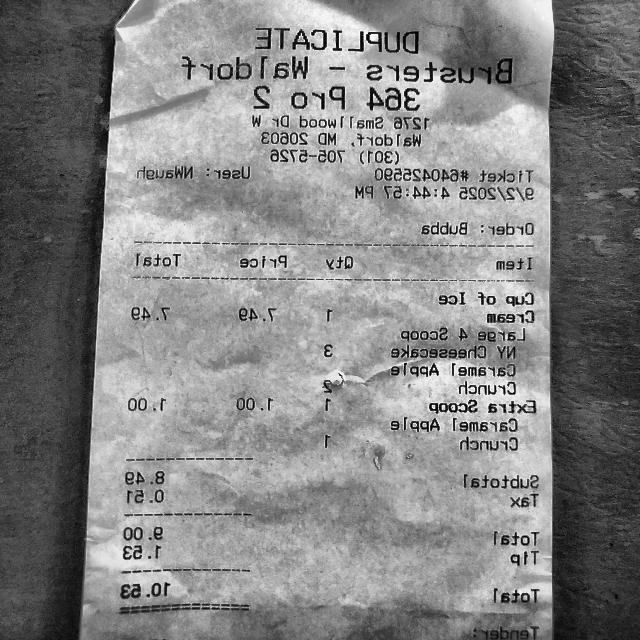 DUPLICATE
Brusters - Waldorf
364 Pro 2
1276 Smallwood Dr W
Waldorf, MD 20603
(301) 705-5726
Ticket #640426590 User: NWaugh
9/2/2025 4:44:57 PM
Order: Bubba
Item Qty Price Total
Cup of Ice
Cream 1 7.49 7.49
Large 4 Scoop
NY Cheesecake 3
Caramel Apple
Crunch 2
Extra Scoop 1 1.00 1.00
Caramel Apple
Crunch 1
Subtotal 8.49
Tax 0.51
Total 9.00
Tip 1.53
Total 10.53
Tender: